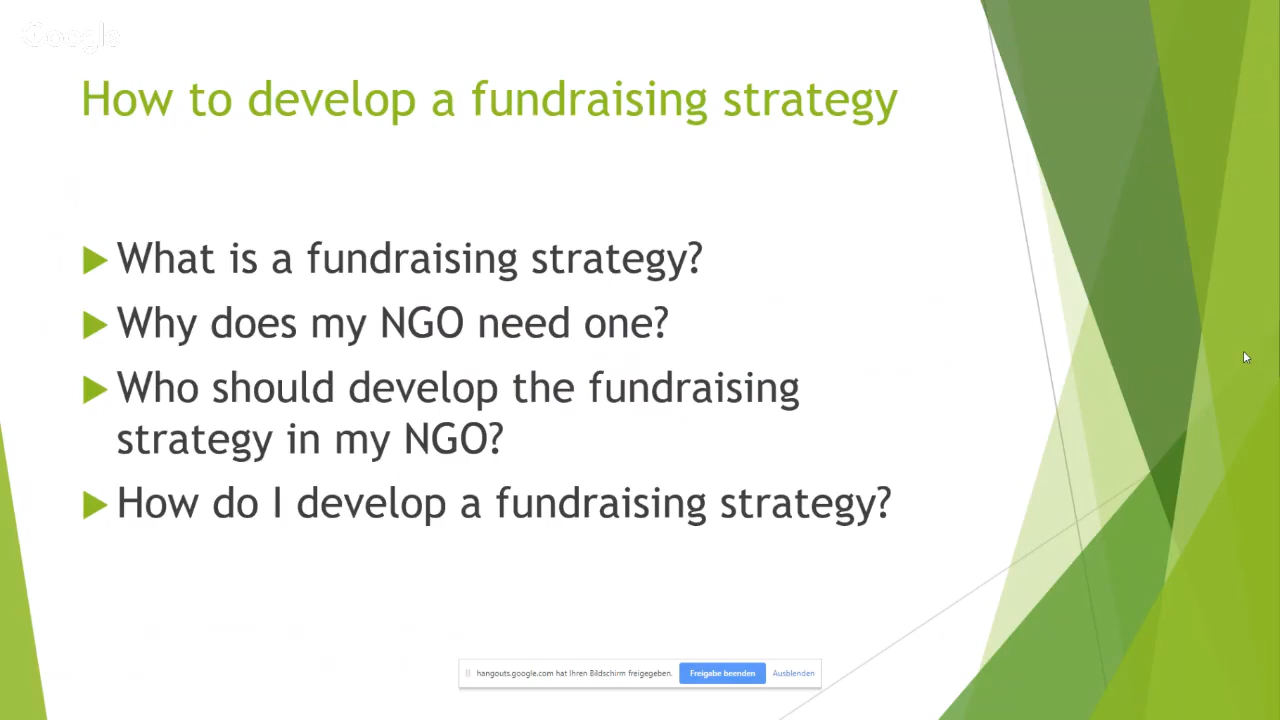 Google
How to develop a fundraising strategy
What is a fundraising strategy?
Why does my NGO need one?
Who should develop the fundraising
strategy in my NGO?
How do I develop a fundraising strategy?
hangouts.google.com hat Ihren Bildschirm freigegeben. Freigabe beenden Ausblenden